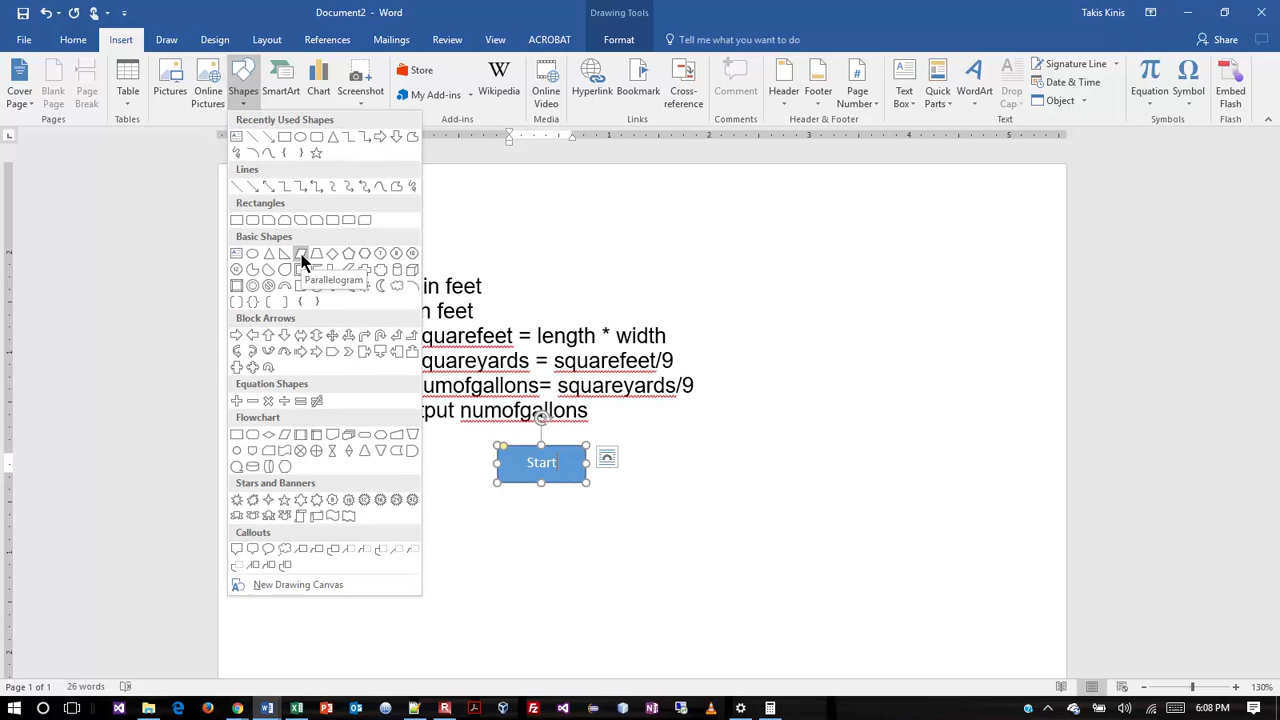 Document2 - Word
Drawing Tools
Takis Kinis
File Home Insert Draw Design Layout References Mailings Review View ACROBAT Format Tell me what you want to do Share
Cover Page
Blank Page
Page Break
Pages
Table
Tables
Pictures
Online Pictures
Shapes
SmartArt
Chart
Screenshot
Store
My Add-ins
Wikipedia
Add-ins
Online Video
Media
Hyperlink
Bookmark
Cross-reference
Links
Comment
Comments
Header
Footer
Page Number
Header & Footer
Text Box
Quick Parts
WordArt
Drop Cap
Signature Line
Date & Time
Object
Text
Equation
Symbol
Symbols
Embed Flash
Flash
Recently Used Shapes
Lines
Rectangles
Basic Shapes
Parallelogram
Block Arrows
Equation Shapes
Flowchart
Stars and Banners
Callouts
New Drawing Canvas
1 2 3 4 5
in feet
n feet
quarefeet = length * width
quareyards = squarefeet/9
umofgallons= squareyards/9
tput numofgallons
Start
Page 1 of 1 26 words 130%
6:08 PM